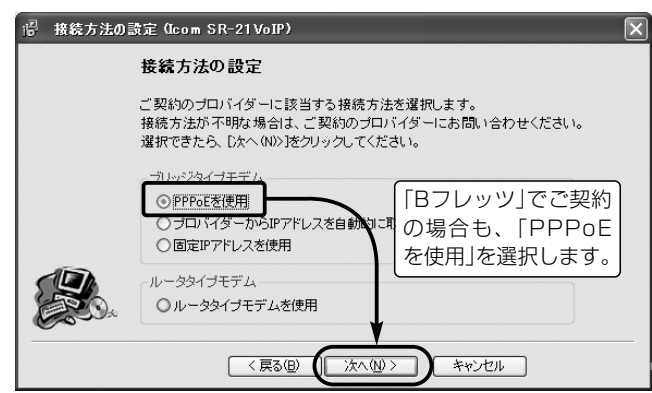 接続方法の設定 (Icom SR-21VoIP)
接続方法の設定
ご契約のプロバイダーに該当する接続方法を選択します。
接続方法が不明な場合は、ご契約のプロバイダーにお問い合わせください。
選択できたら、[次へ(N)>]をクリックしてください。
ブリッジタイプモデム
PPPoEを使用
プロバイダーからIPアドレスを自動的に取
固定IPアドレスを使用
「Bフレッツ」でご契約
の場合も、「PPPoE
を使用」を選択します。
ルータタイプモデム
ルータタイプモデムを使用
< 戻る(B) 次へ(N) > キャンセル